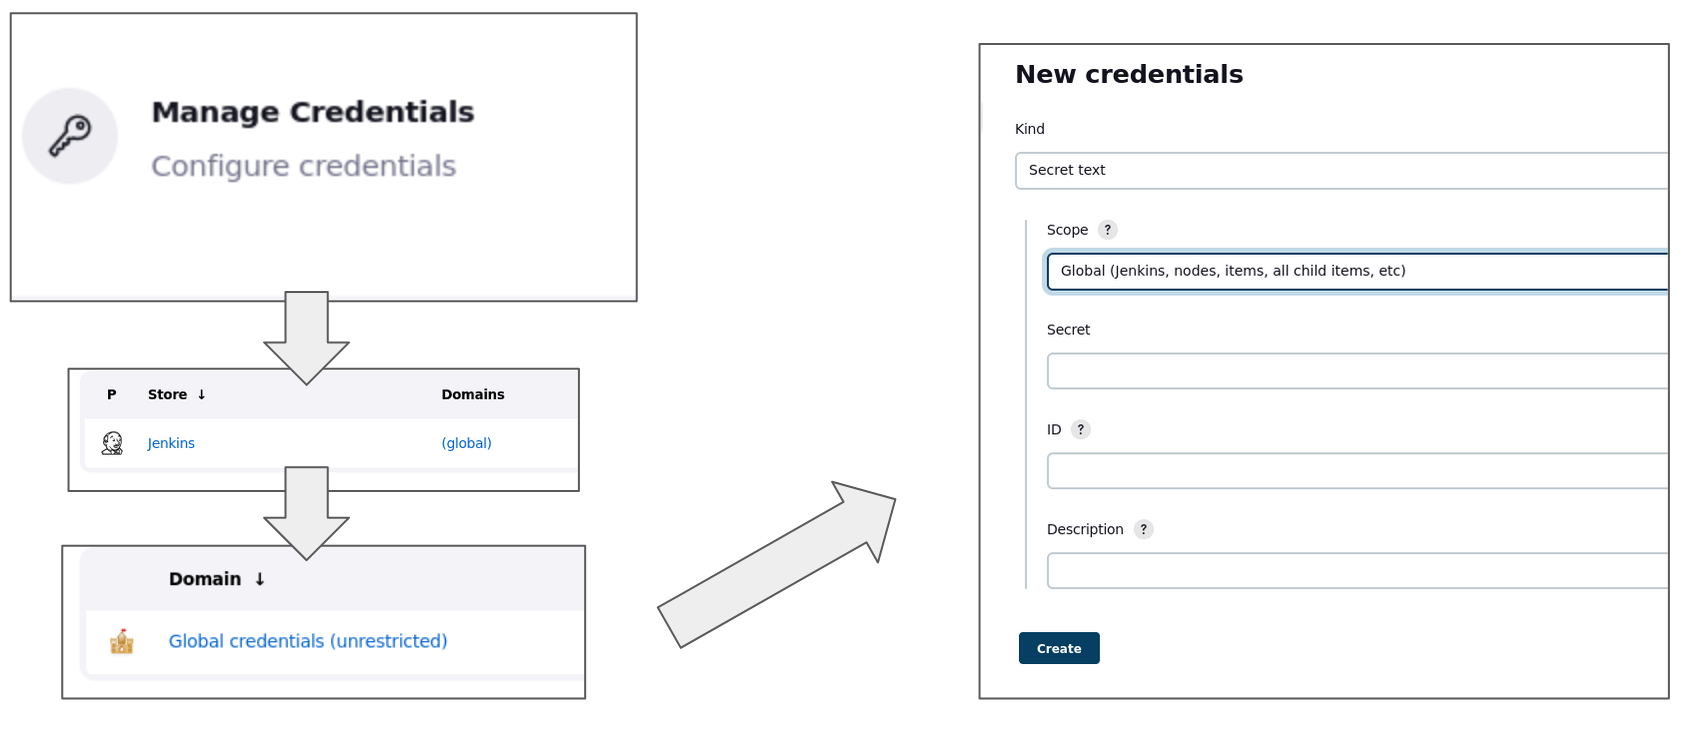 Manage Credentials
Configure credentials
P Store ↓ Domains
Jenkins (global)
Domain ↓
Global credentials (unrestricted)
New credentials
Kind
Secret text
Scope ?
Global (Jenkins, nodes, items, all child items, etc)
Secret
ID ?
Description ?
Create